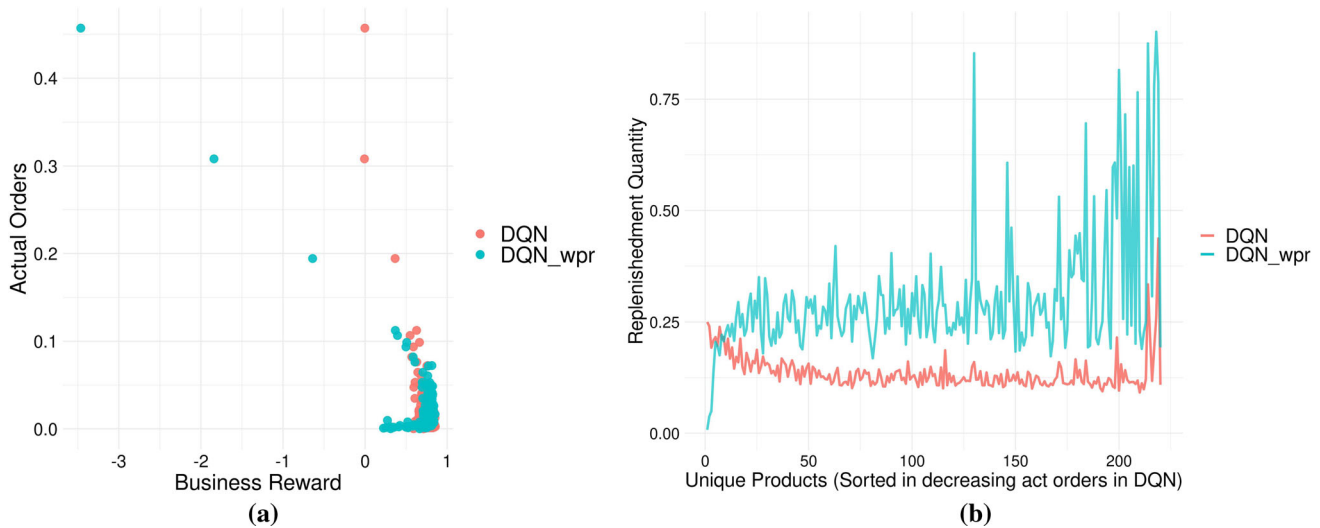 Actual Orders
0.4
0.3
0.2
0.1
0.0
-3
-2
-1
0
1
Business Reward
DQN
DQN_wpr
(a)
Replenishedment Quantity
0.75
0.50
0.25
0.00
0
50
100
150
200
Unique Products (Sorted in decreasing act orders in DQN)
DQN
DQN_wpr
(b)